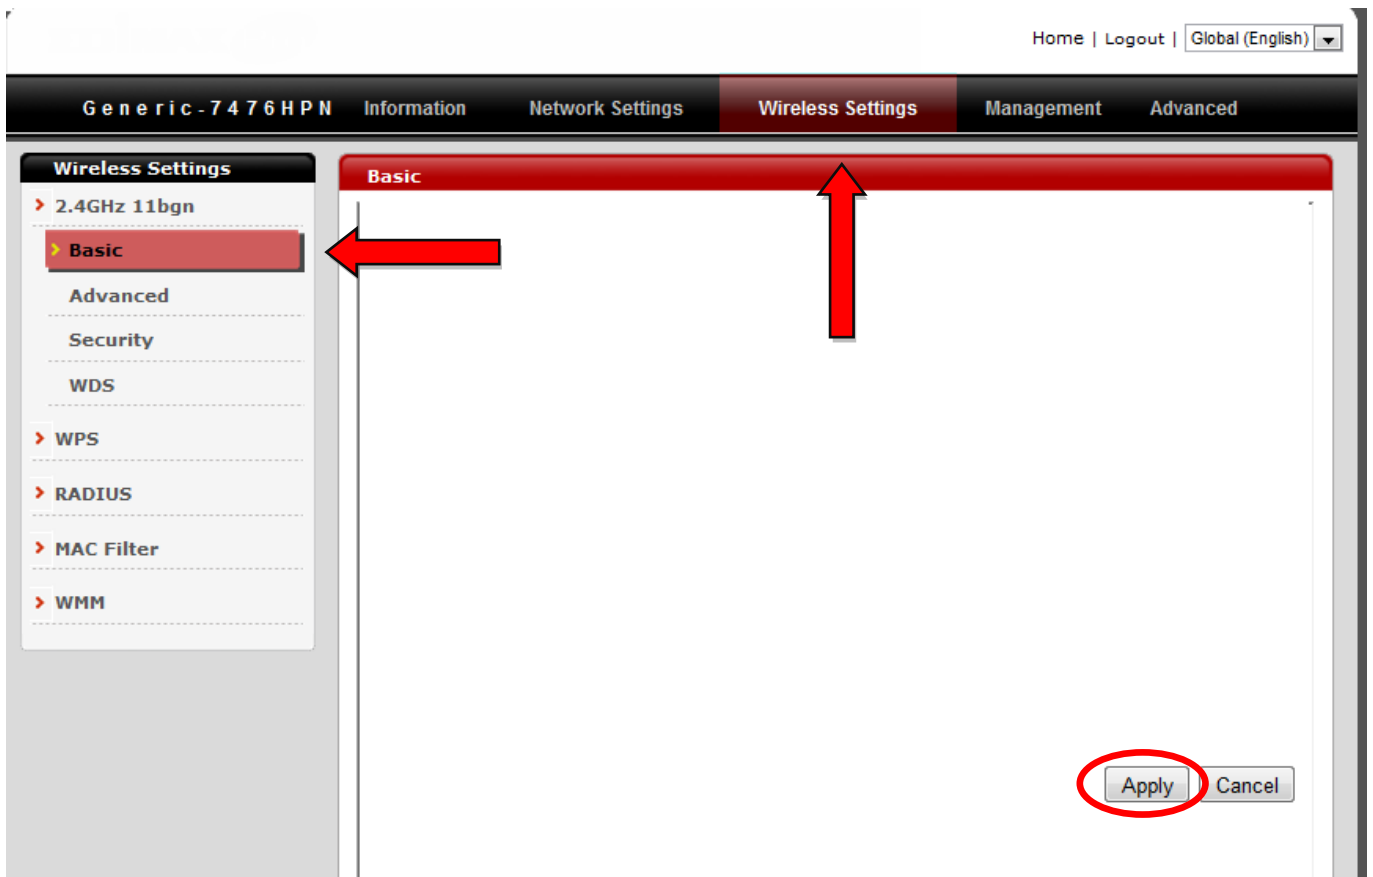 Home | Logout | Global (English)
Generic-7476HPN Information Network Settings Wireless Settings Management Advanced
Wireless Settings
2.4GHz 11bgn
Basic
Advanced
Security
WDS
WPS
RADIUS
MAC Filter
WMM
Basic
Apply Cancel